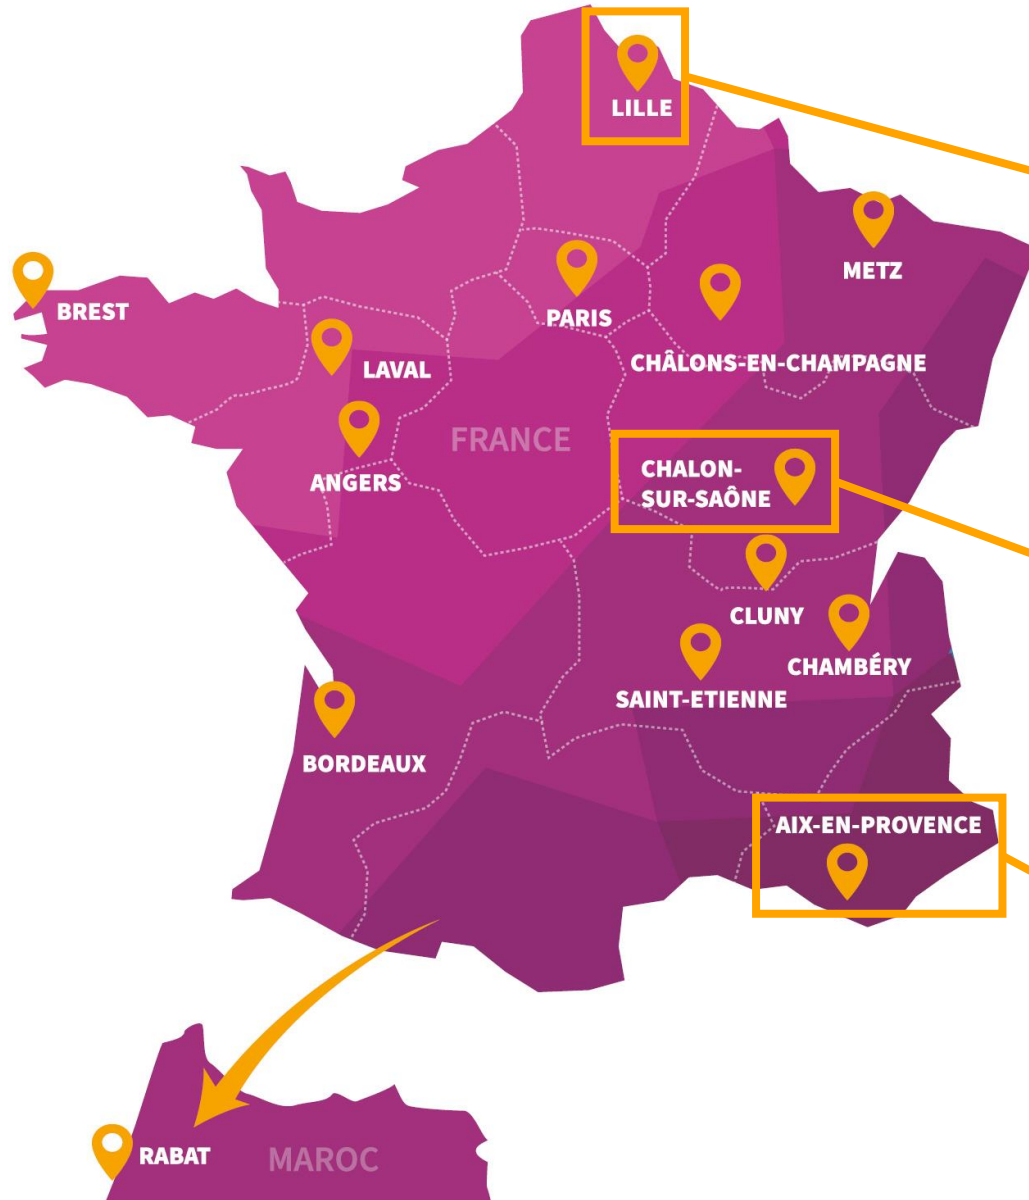 LILLE
METZ
BREST
PARIS
LAVAL
CHÂLONS-EN-CHAMPAGNE
FRANCE
ANGERS
CHALON-
SUR-SAÔNE
CLUNY
CHAMBÉRY
SAINT-ETIENNE
BORDEAUX
AIX-EN-PROVENCE
RABAT
MAROC